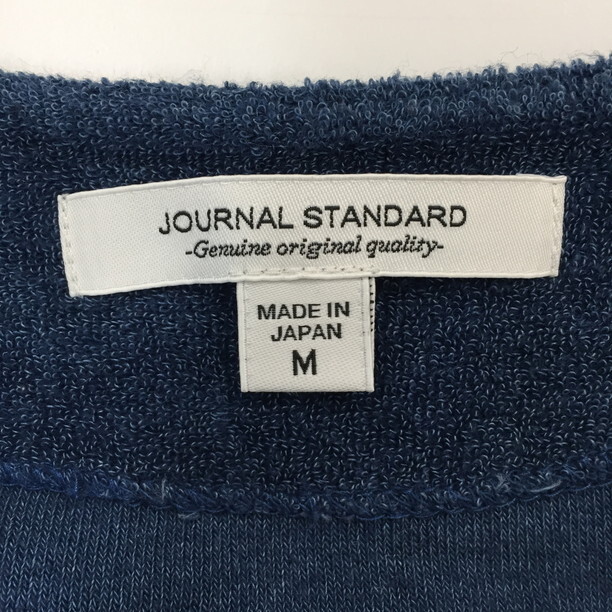 JOURNAL STANDARD
-Genuine original quality-
MADE IN
JAPAN
M